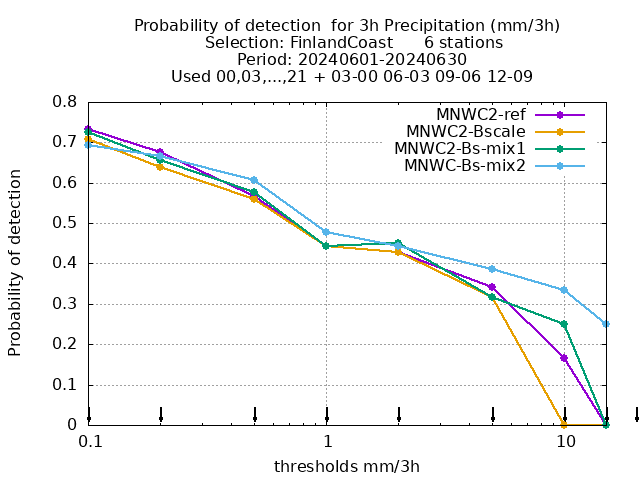 Probability of detection  for 3h Precipitation (mm/3h)
Selection: FinlandCoast      6 stations
Period: 20240601-20240630
Used 00,03,...,21 + 03-00 06-03 09-06 12-09
MNWC2-ref
MNWC2-Bscale
MNWC2-Bs-mix1
MNWC-Bs-mix2
Probability of detection
0.8
0.7
0.6
0.5
0.4
0.3
0.2
0.1
0
0.1 1 10
thresholds mm/3h